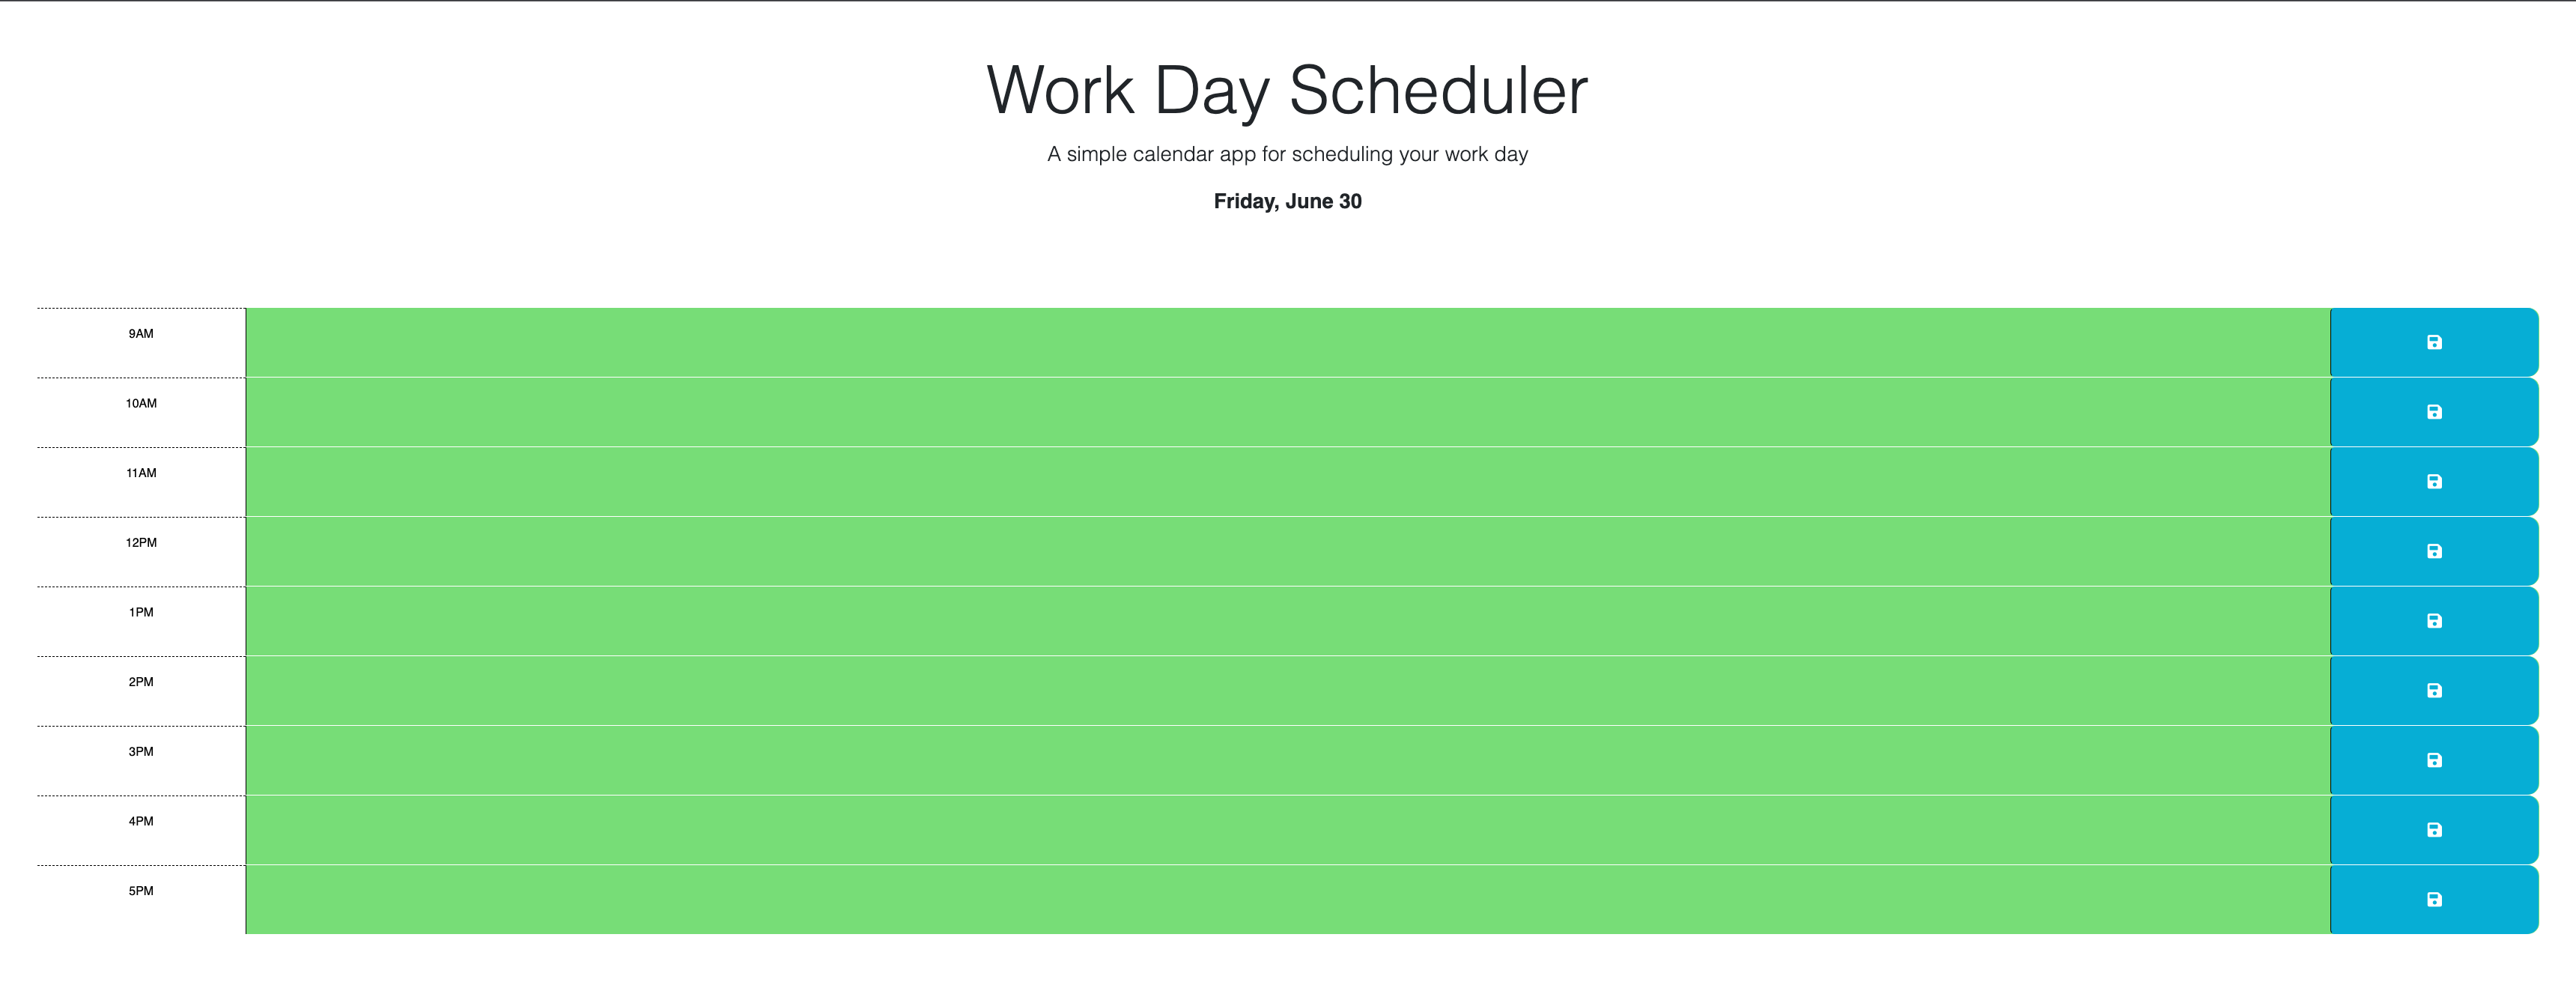 Work Day Scheduler
A simple calendar app for scheduling your work day
Friday, June 30
9AM
10AM
11AM
12PM
1PM
2PM
3PM
4PM
5PM